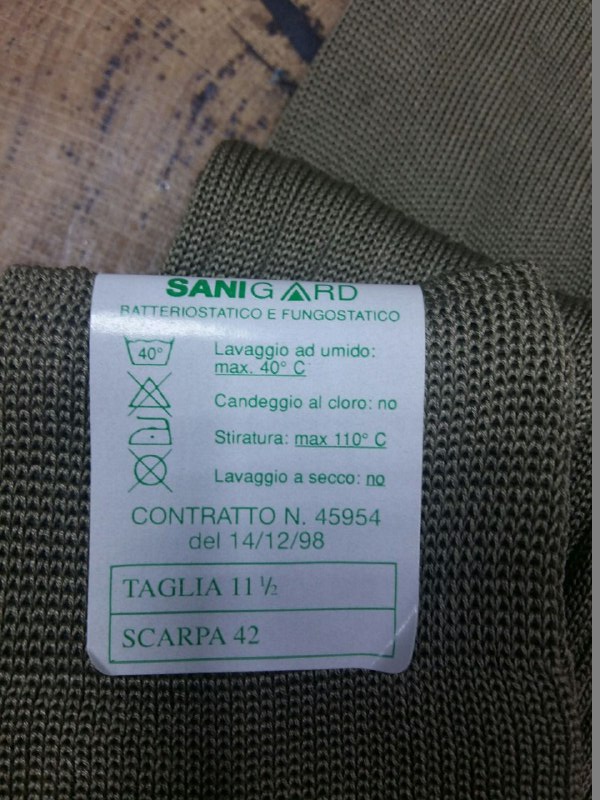 SANIGARD
BATTERIOSTATICO E FUNGOSTATICO
40°
Lavaggio ad umido:
max. 40° C
Candeggio al cloro: no
Stiratura: max 110° C
Lavaggio a secco: no
CONTRATTO N. 45954
del 14/12/98
TAGLIA 11 ½
SCARPA 42